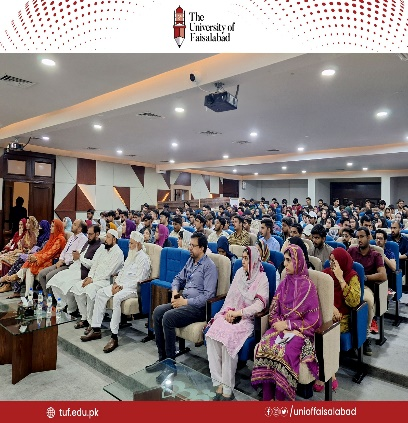 The
University of
Faisalabad
tuf.edu.pk
/unioffaisalabad